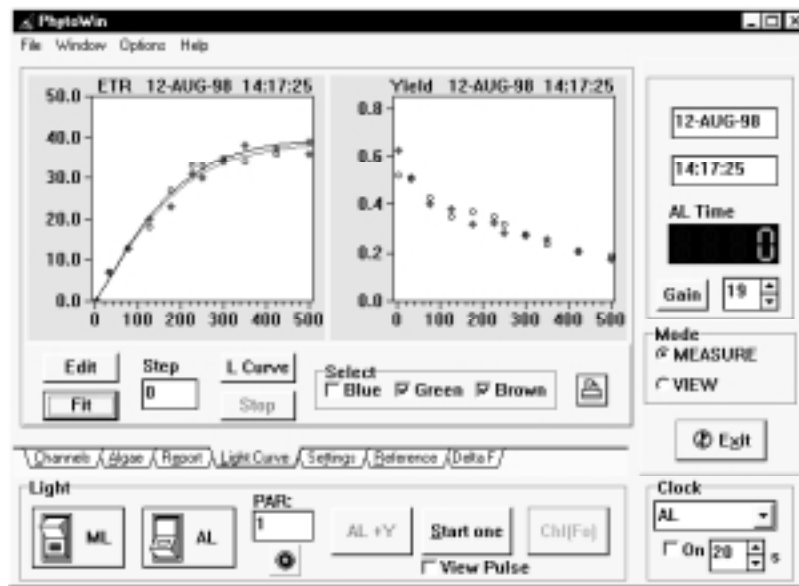 PhytoWin
File Window Options Help
ETR 12-AUG-98 14:17:25
50.0
40.0
30.0
20.0
10.0
0.0
0 100 200 300 400 500
Yield 12-AUG-98 14:17:25
0.8
0.6
0.4
0.2
0.0
0 100 200 300 400 500
12-AUG-98
14:17:25
AL Time
0
Gain 19
Mode
MEASURE
VIEW
Exit
Edit Step L Curve
Fit 0 Stop
Select
Blue Green Brown
Channels Algae Report Light Curve Settings Reference Delta F
Light
ML AL
PAR:
1
AL +Y Start one Chl(Fo)
View Pulse
Clock
AL
On 20 s